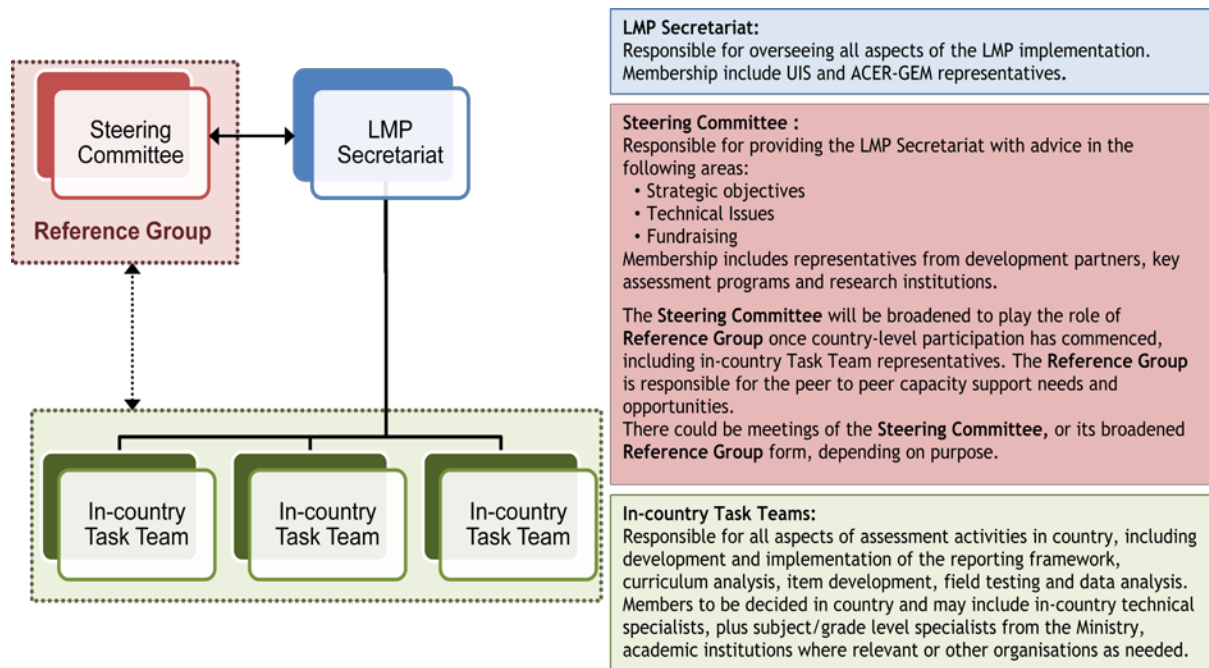 Steering
Committee
LMP
Secretariat
Reference Group
In-country
Task Team
In-country
Task Team
In-country
Task Team
LMP Secretariat:
Responsible for overseeing all aspects of the LMP implementation.
Membership include UIS and ACER-GEM representatives.
Steering Committee :
Responsible for providing the LMP Secretariat with advice in the
following areas:
• Strategic objectives
• Technical Issues
• Fundraising
Membership includes representatives from development partners, key
assessment programs and research institutions.
The Steering Committee will be broadened to play the role of
Reference Group once country-level participation has commenced,
including in-country Task Team representatives. The Reference Group
is responsible for the peer to peer capacity support needs and
opportunities.
There could be meetings of the Steering Committee, or its broadened
Reference Group form, depending on purpose.
In-country Task Teams:
Responsible for all aspects of assessment activities in country, including
development and implementation of the reporting framework,
curriculum analysis, item development, field testing and data analysis.
Members to be decided in country and may include in-country technical
specialists, plus subject/grade level specialists from the Ministry,
academic institutions where relevant or other organisations as needed.